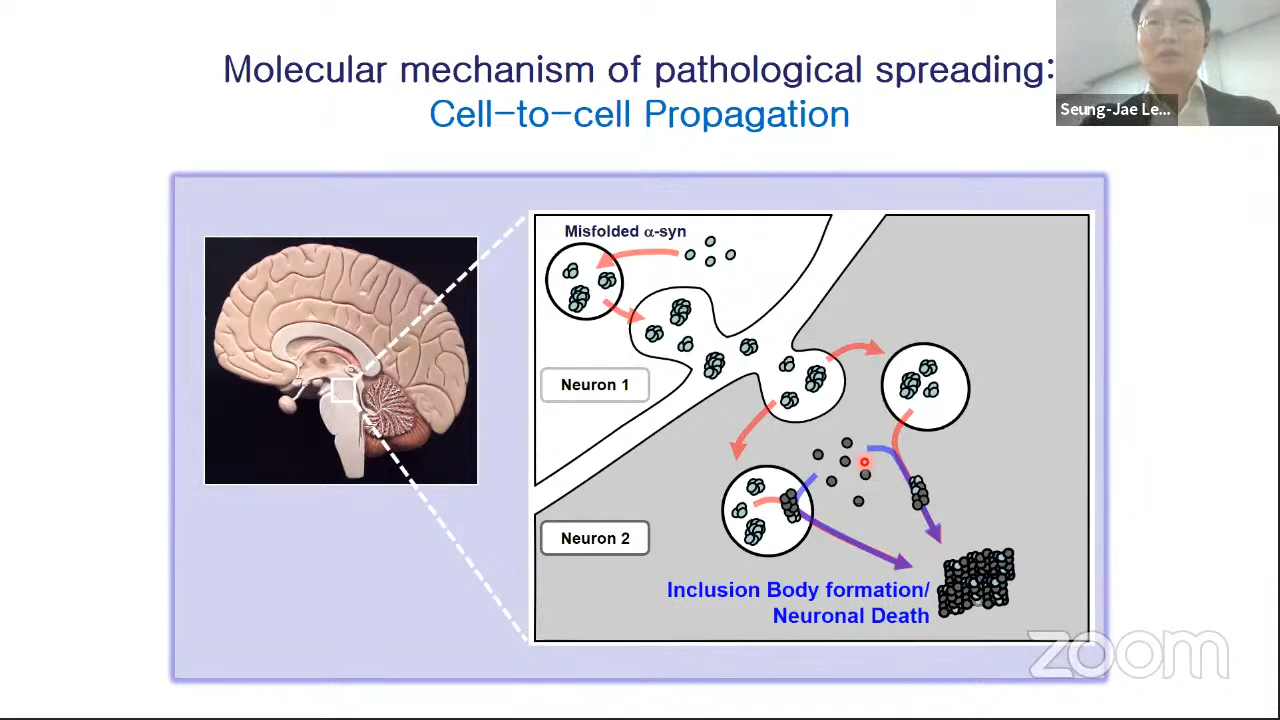 Molecular mechanism of pathological spreading:
Cell-to-cell Propagation
Seung-Jae Le...
Misfolded α-syn
Neuron 1
Neuron 2
Inclusion Body formation/
Neuronal Death
zoom